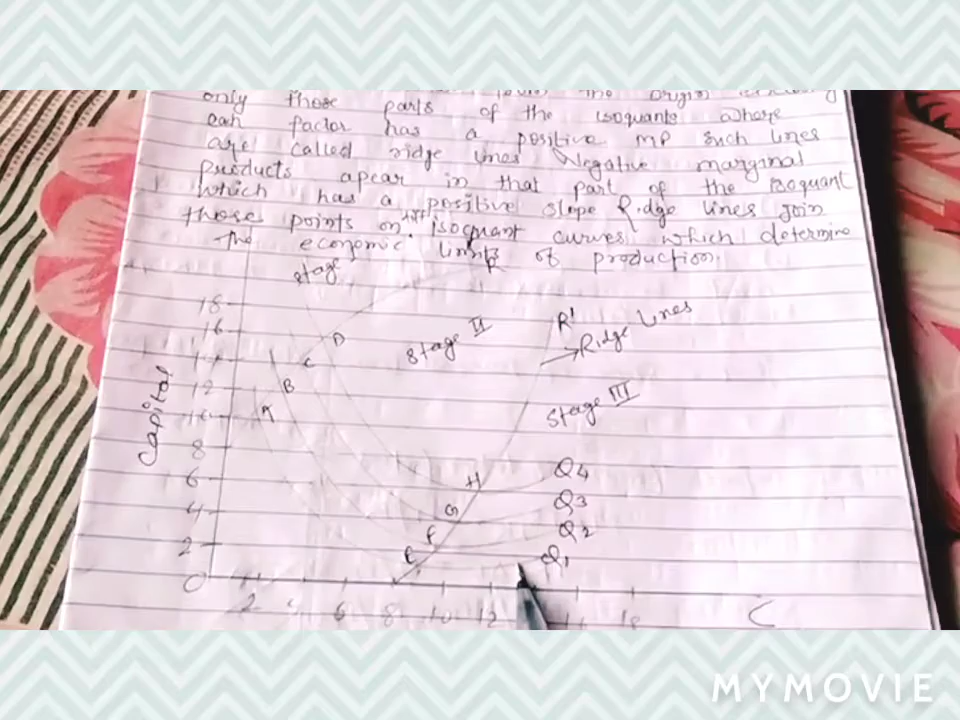 the origin
only those parts of the isoquants where
each factor has a positive MP such lines
are called ridge lines Negative marginal
products apear in that part of the isoquant
which has a positive slope Ridge lines join
those points on isoquant curves which determine
The economic limits of production.
stage
R
18
16
14
12
10
8
6
4
2
0
Capital
A
B
C
D
Stage II
R'
Ridge Lines
Stage III
H
G
F
E
Q4
Q3
Q2
Q1
2 4 6 8 10 12 18
MYMOVIE